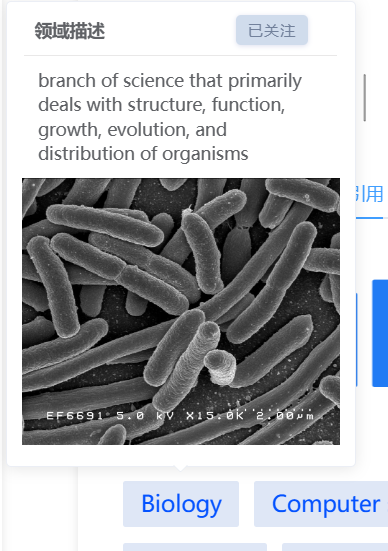 领域描述
已关注
branch of science that primarily
deals with structure, function,
growth, evolution, and
distribution of organisms
引用
EF6691 5.0 kV X15.0K 2.00µm
Biology
Computer